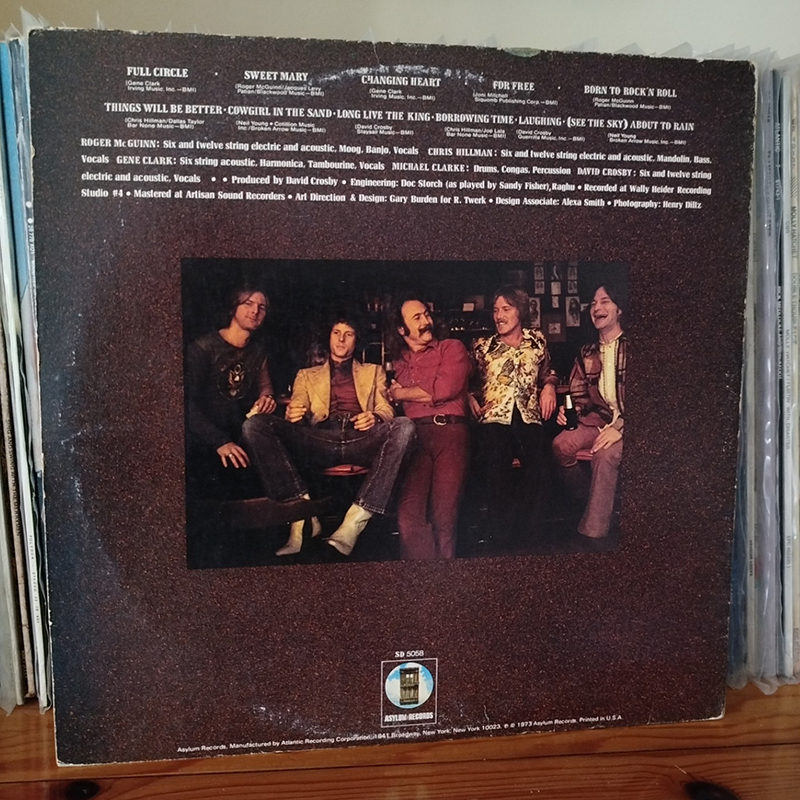 FULL CIRCLE • SWEET MARY • CHANGING HEART • FOR FREE • BORN TO ROCK'N ROLL
(Gene Clark Irving Music, Inc.—BMI) (Roger McGuinn/Jacques Levy Patian/Blackwood Music—BMI) (Gene Clark Irving Music, Inc.—BMI) (Joni Mitchell Siquomb Publishing Corp.—BMI) (Roger McGuinn Patian/Blackwood Music—BMI)
THINGS WILL BE BETTER • COWGIRL IN THE SAND • LONG LIVE THE KING • BORROWING TIME • LAUGHING • (SEE THE SKY) ABOUT TO RAIN
(Chris Hillman/Dallas Taylor Bar None Music—BMI) (Neil Young • Cotillion Music Inc./Broken Arrow Music—BMI) (David Crosby Staysail Music—BMI) (Chris Hillman/Joe Lala Bar None Music—BMI) (David Crosby Guerrilla Music, Inc.—BMI) (Neil Young Broken Arrow Music—BMI)
ROGER McGUINN: Six and twelve string electric and acoustic, Moog, Banjo, Vocals CHRIS HILLMAN: Six and twelve string electric and acoustic, Mandolin, Bass,
Vocals GENE CLARK: Six string acoustic, Harmonica, Tambourine, Vocals MICHAEL CLARKE: Drums, Congas, Percussion DAVID CROSBY: Six and twelve string
electric and acoustic, Vocals • • Produced by David Crosby • Engineering: Doc Storch (as played by Sandy Fisher), Raghu • Recorded at Wally Heider Recording
Studio #4 • Mastered at Artisan Sound Recorders • Art Direction & Design: Gary Burden for R. Twerk • Design Associate: Alexa Smith • Photography: Henry Diltz
SD 5058
ASYLUM RECORDS
Asylum Records, Manufactured by Atlantic Recording Corporation, 1841 Broadway, New York, New York 10023. ℗ © 1973 Asylum Records. Printed in U.S.A.